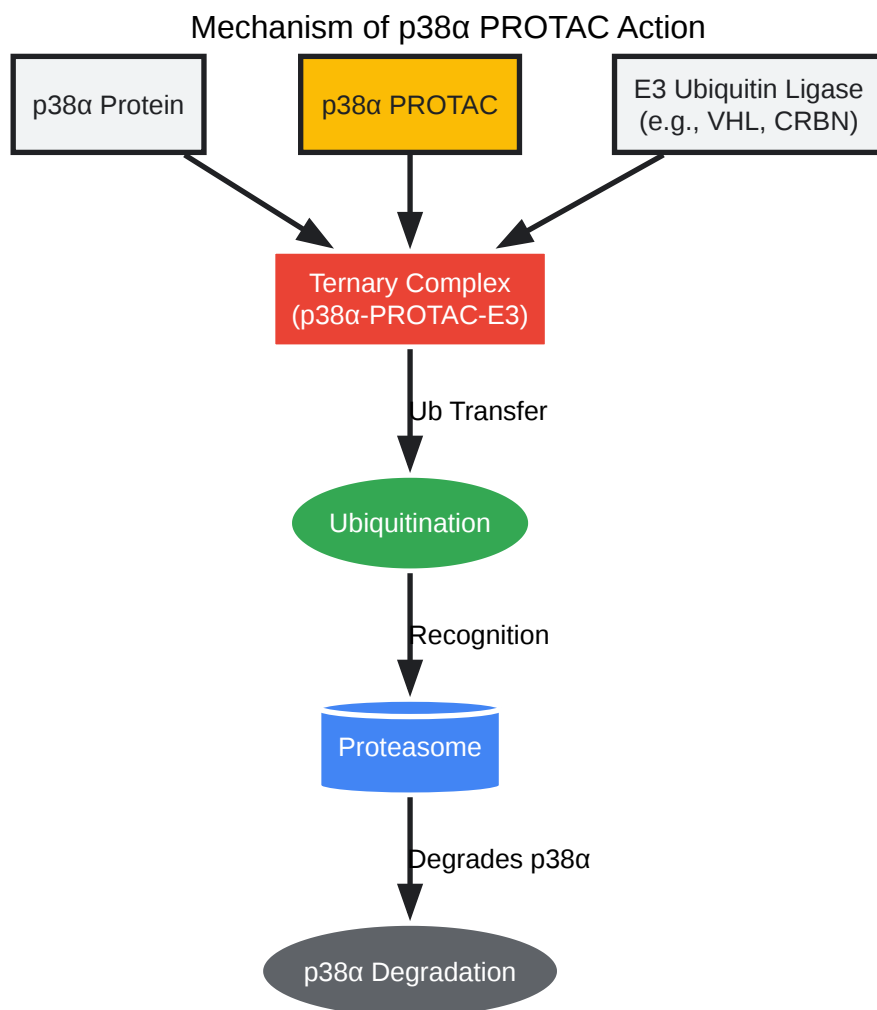 Mechanism of p38α PROTAC Action
p38α Protein
p38α PROTAC
E3 Ubiquitin Ligase
(e.g., VHL, CRBN)
Ternary Complex
(p38α-PROTAC-E3)
Ub Transfer
Ubiquitination
Recognition
Proteasome
Degrades p38α
p38α Degradation